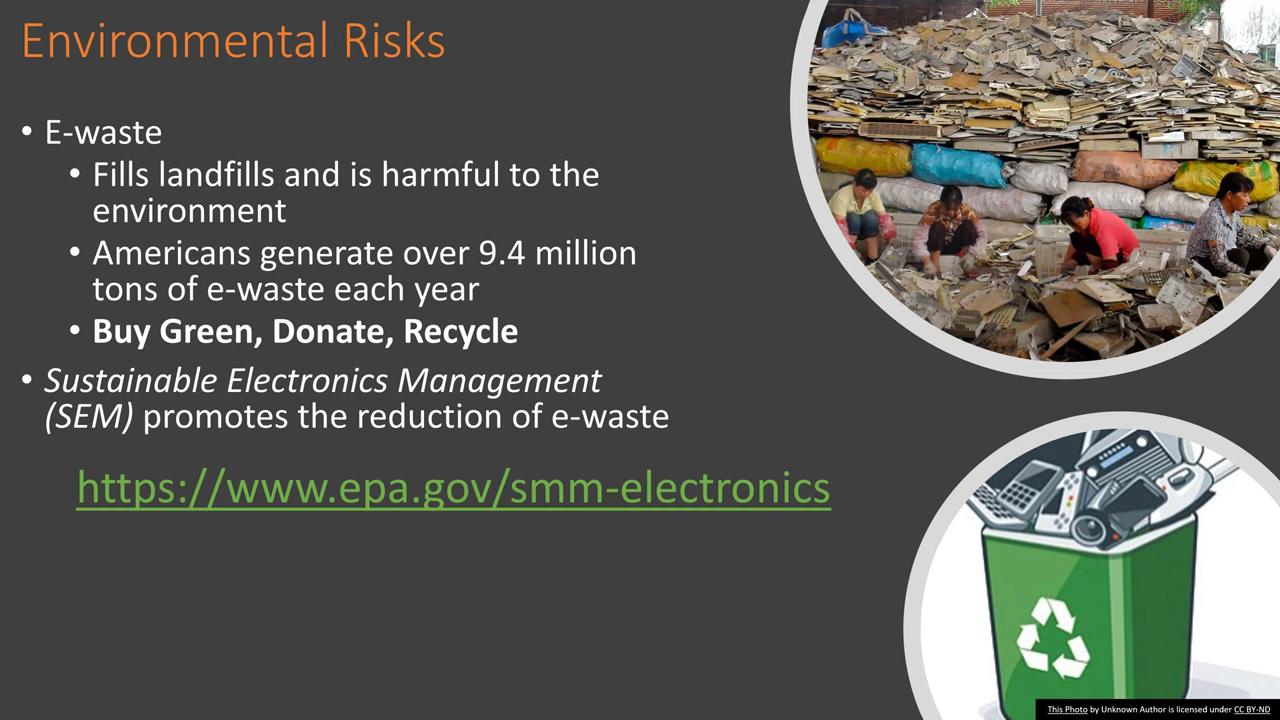 Environmental Risks
• E-waste
• Fills landfills and is harmful to the
environment
• Americans generate over 9.4 million
tons of e-waste each year
• Buy Green, Donate, Recycle
• Sustainable Electronics Management
(SEM) promotes the reduction of e-waste
https://www.epa.gov/smm-electronics
This Photo by Unknown Author is licensed under CC BY-ND